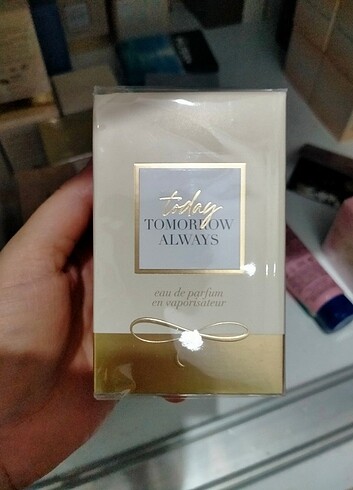 today
TOMORROW
ALWAYS
eau de parfum
en vaporisateur